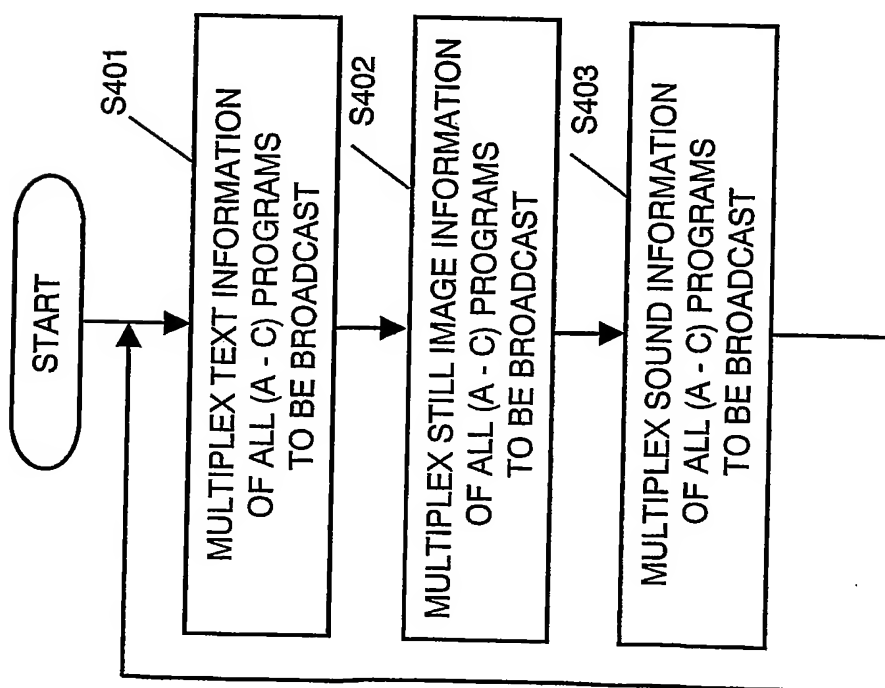 START
S401
MULTIPLEX TEXT INFORMATION
OF ALL (A - C) PROGRAMS
TO BE BROADCAST
S402
MULTIPLEX STILL IMAGE INFORMATION
OF ALL (A - C) PROGRAMS
TO BE BROADCAST
S403
MULTIPLEX SOUND INFORMATION
OF ALL (A - C) PROGRAMS
TO BE BROADCAST